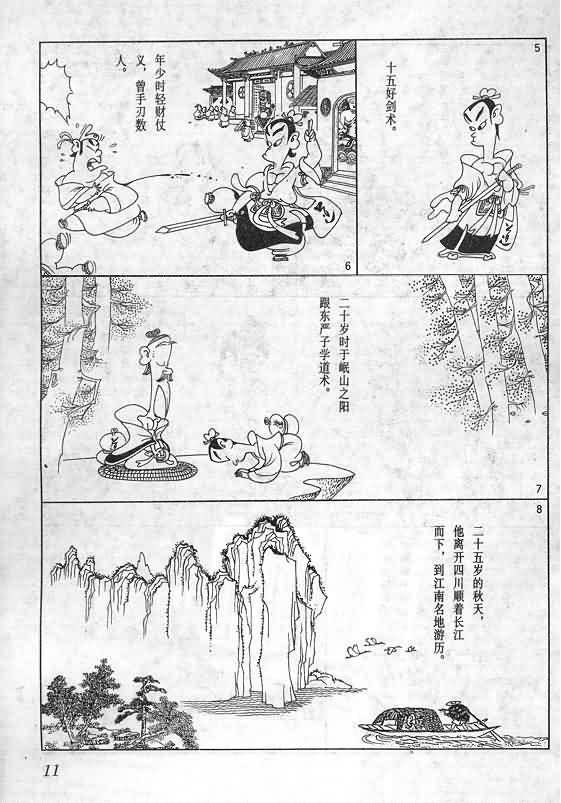 5
十五好剑术。
年少时轻财仗
义，曾手刃数
人。
6
二十岁时于岷山之阳
跟东严子学道术。
7
8
二十五岁的秋天，
他离开四川顺着长江
而下，到江南名地游历。
11